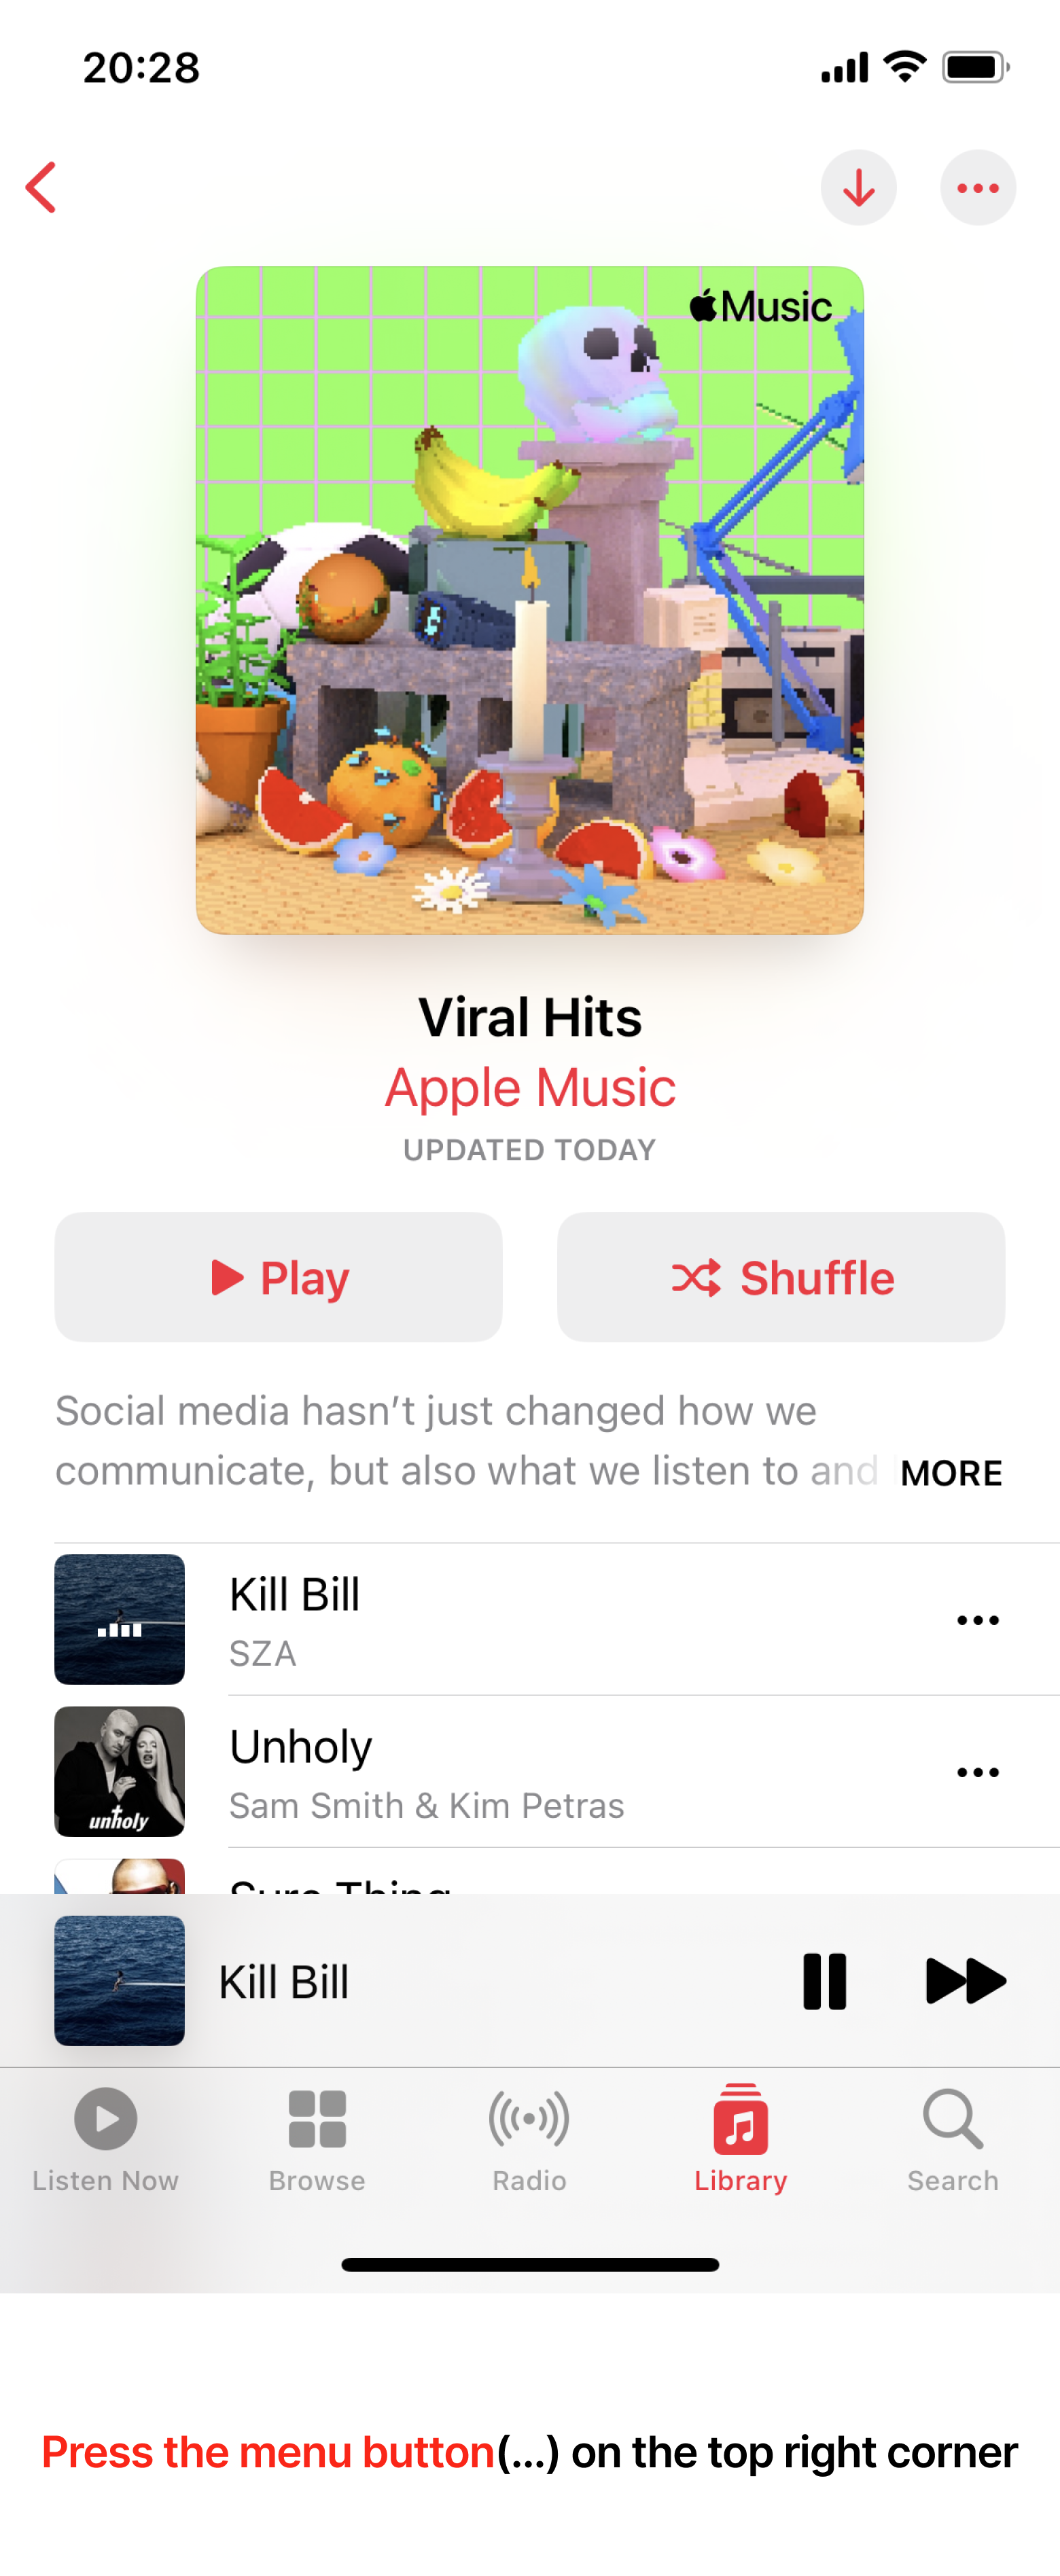 20:28
Music
Viral Hits
Apple Music
UPDATED TODAY
Play
Shuffle
Social media hasn’t just changed how we
communicate, but also what we listen to and MORE
Kill Bill
SZA
unholy
Unholy
Sam Smith & Kim Petras
Sure Thing
Kill Bill
Listen Now
Browse
Radio
Library
Search
Press the menu button(...) on the top right corner